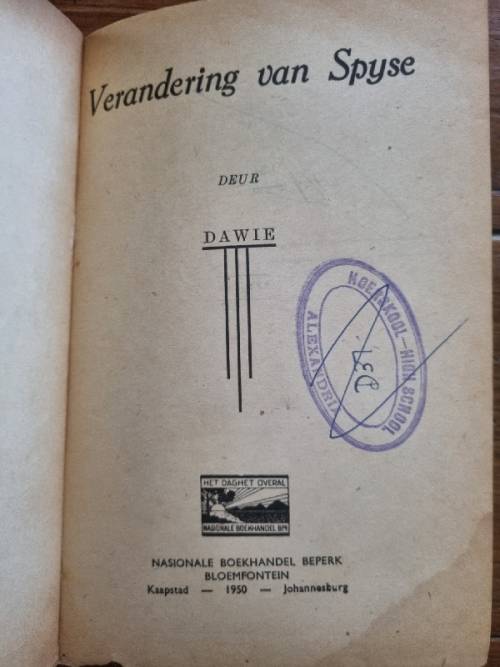 Verandering van Spyse
DEUR
DAWIE
HOËRSKOOL — HIGH SCHOOL
ALEXANDRIA
D31
HET DAGHET OVERAL
NASIONALE BOEKHANDEL BPK
NASIONALE BOEKHANDEL BEPERK
BLOEMFONTEIN
Kaapstad — 1950 — Johannesburg